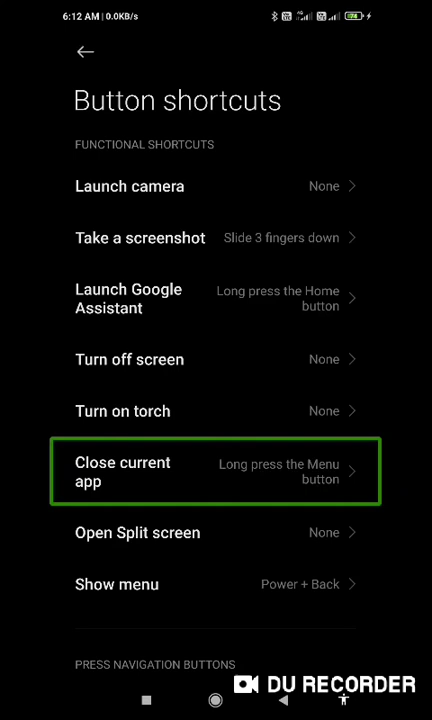 6:12 AM | 0.0KB/s
Button shortcuts
FUNCTIONAL SHORTCUTS
Launch camera None
Take a screenshot Slide 3 fingers down
Launch Google Assistant Long press the Home button
Turn off screen None
Turn on torch None
Close current app Long press the Menu button
Open Split screen None
Show menu Power + Back
PRESS NAVIGATION BUTTONS
DU RECORDER